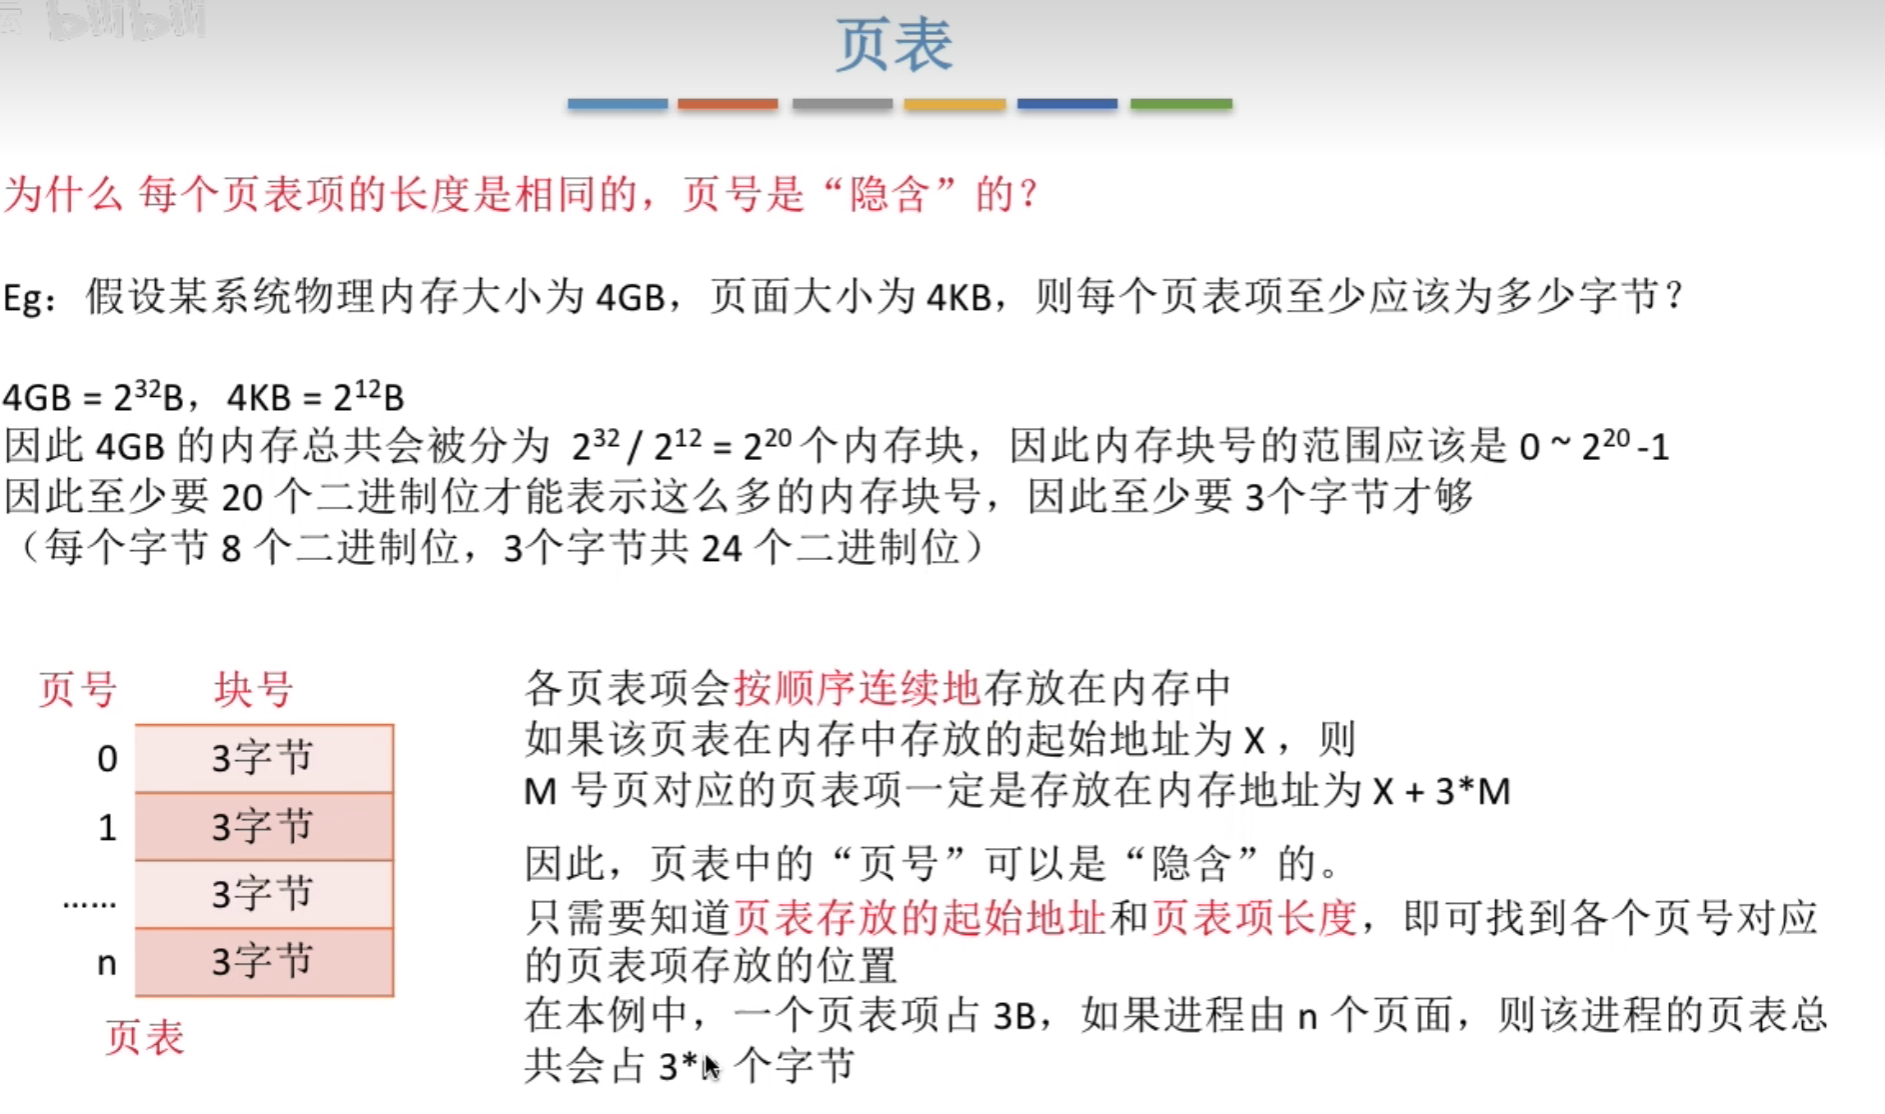 bilibili
页表
为什么 每个页表项的长度是相同的，页号是“隐含”的？
Eg：假设某系统物理内存大小为 4GB，页面大小为 4KB，则每个页表项至少应该为多少字节？
4GB = 2³²B，4KB = 2¹²B
因此 4GB 的内存总共会被分为 2³² / 2¹² = 2²⁰ 个内存块，因此内存块号的范围应该是 0 ~ 2²⁰ -1
因此至少要 20 个二进制位才能表示这么多的内存块号，因此至少要 3个字节才够
（每个字节 8 个二进制位，3个字节共 24 个二进制位）
页号 块号
0 3字节
1 3字节
…… 3字节
n 3字节
页表
各页表项会按顺序连续地存放在内存中
如果该页表在内存中存放的起始地址为 X ，则
M 号页对应的页表项一定是存放在内存地址为 X + 3*M
因此，页表中的“页号”可以是“隐含”的。
只需要知道页表存放的起始地址和页表项长度，即可找到各个页号对应
的页表项存放的位置
在本例中，一个页表项占 3B，如果进程由 n 个页面，则该进程的页表总
共会占 3* 个字节